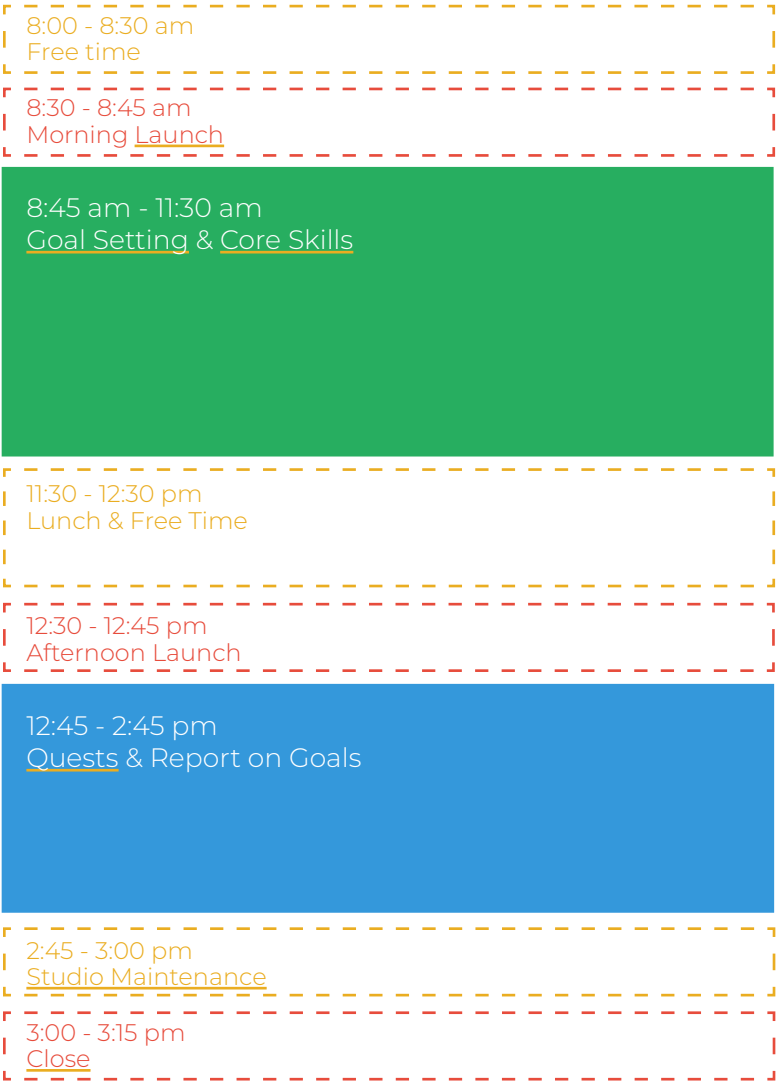 8:00 - 8:30 am
Free time
8:30 - 8:45 am
Morning Launch
8:45 am - 11:30 am
Goal Setting & Core Skills
11:30 - 12:30 pm
Lunch & Free Time
12:30 - 12:45 pm
Afternoon Launch
12:45 - 2:45 pm
Quests & Report on Goals
2:45 - 3:00 pm
Studio Maintenance
3:00 - 3:15 pm
Close